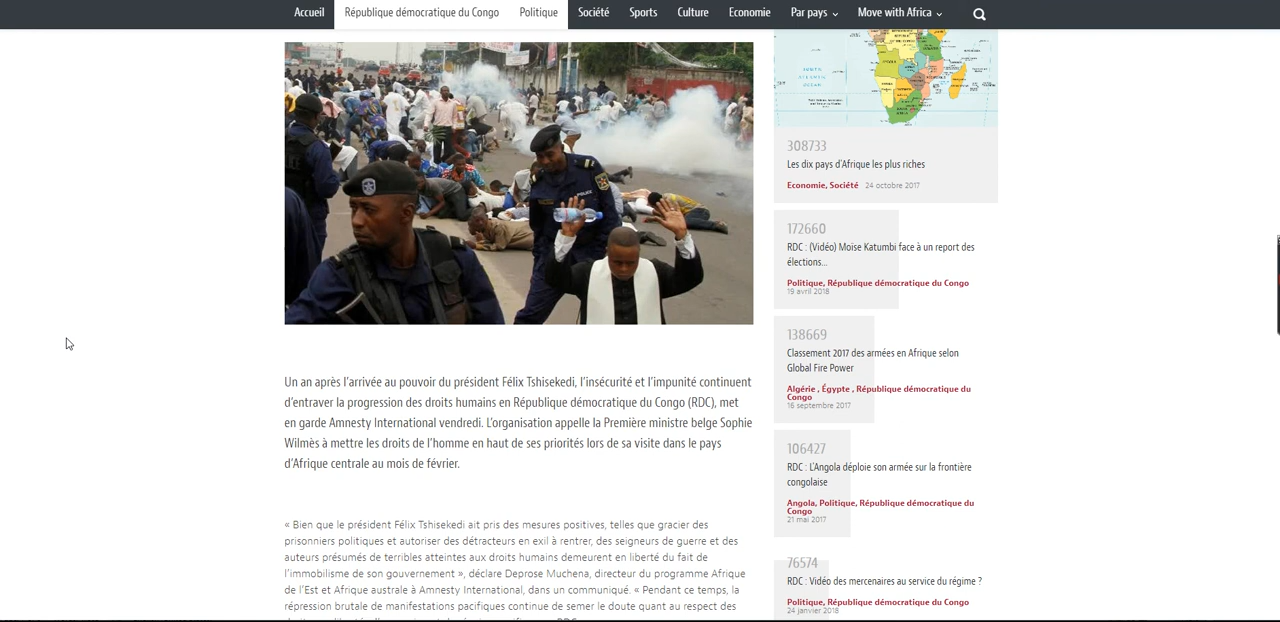 Accueil République démocratique du Congo Politique Société Sports Culture Economie Par pays Move with Africa
POLICE
Un an après l'arrivée au pouvoir du président Félix Tshisekedi, l'insécurité et l'impunité continuent
d'entraver la progression des droits humains en République démocratique du Congo (RDC), met
en garde Amnesty International vendredi. L'organisation appelle la Première ministre belge Sophie
Wilmès à mettre les droits de l'homme en haut de ses priorités lors de sa visite dans le pays
d'Afrique centrale au mois de février.
« Bien que le président Félix Tshisekedi ait pris des mesures positives, telles que gracier des
prisonniers politiques et autoriser des détracteurs en exil à rentrer, des seigneurs de guerre et des
auteurs présumés de terribles atteintes aux droits humains demeurent en liberté du fait de
l'immobilisme de son gouvernement », déclare Deprose Muchena, directeur du programme Afrique
de l'Est et Afrique australe à Amnesty International, dans un communiqué. « Pendant ce temps, la
répression brutale de manifestations pacifiques continue de semer le doute quant au respect des
308733
Les dix pays d'Afrique les plus riches
Economie, Société 24 octobre 2017
172660
RDC : (Vidéo) Moïse Katumbi face à un report des
élections...
Politique, République démocratique du Congo
19 avril 2018
138669
Classement 2017 des armées en Afrique selon
Global Fire Power
Algérie , Égypte , République démocratique du
Congo
16 septembre 2017
106427
RDC : L'Angola déploie son armée sur la frontière
congolaise
Angola, Politique, République démocratique du
Congo
21 mai 2017
76574
RDC : Vidéo des mercenaires au service du régime ?
Politique, République démocratique du Congo
24 janvier 2018